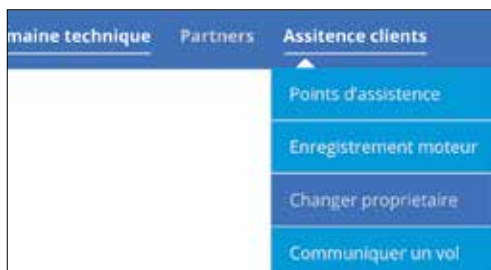 maine technique Partners Assitence clients
Points d'assistence
Enregistrement moteur
Changer proprietaire
Communiquer un vol